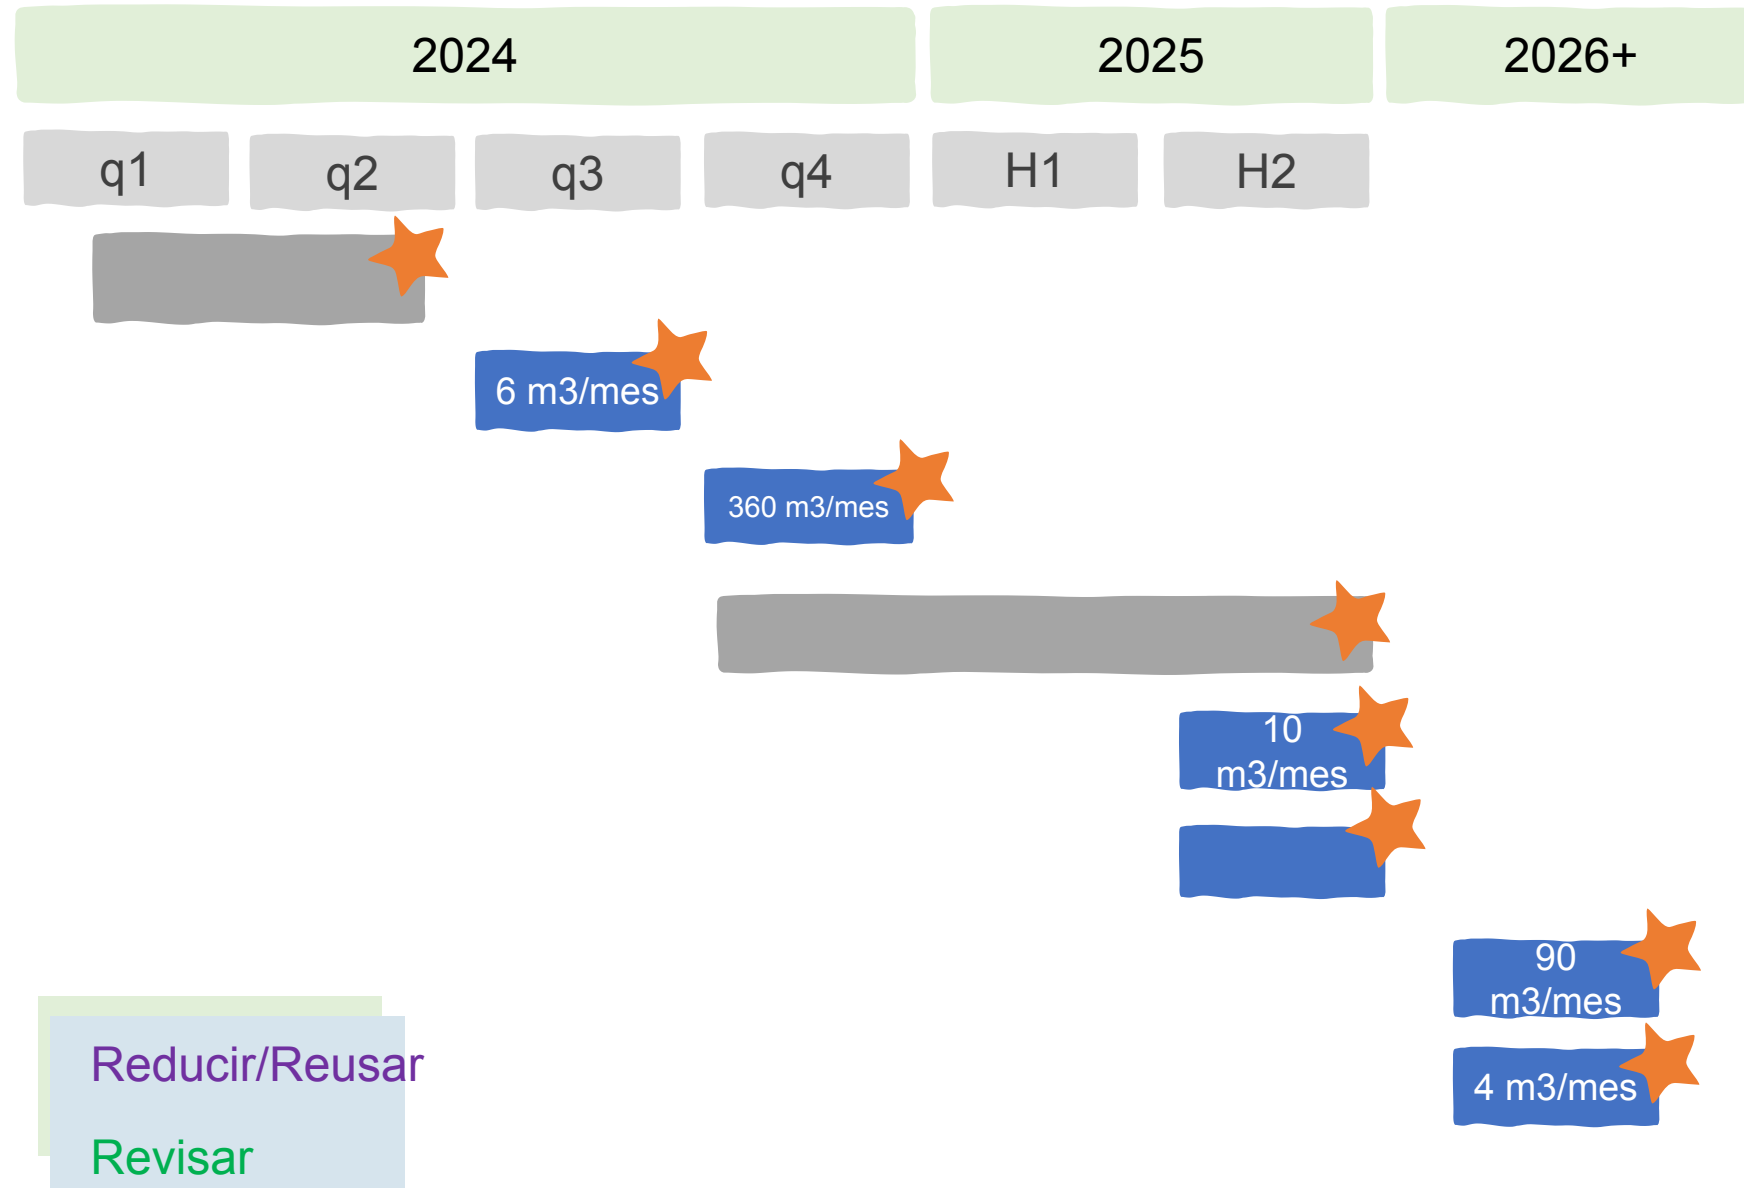 2024 2025 2026+
q1 q2 q3 q4 H1 H2
6 m3/mes
360 m3/mes
10
m3/mes
90
m3/mes
4 m3/mes
Reducir/Reusar
Revisar